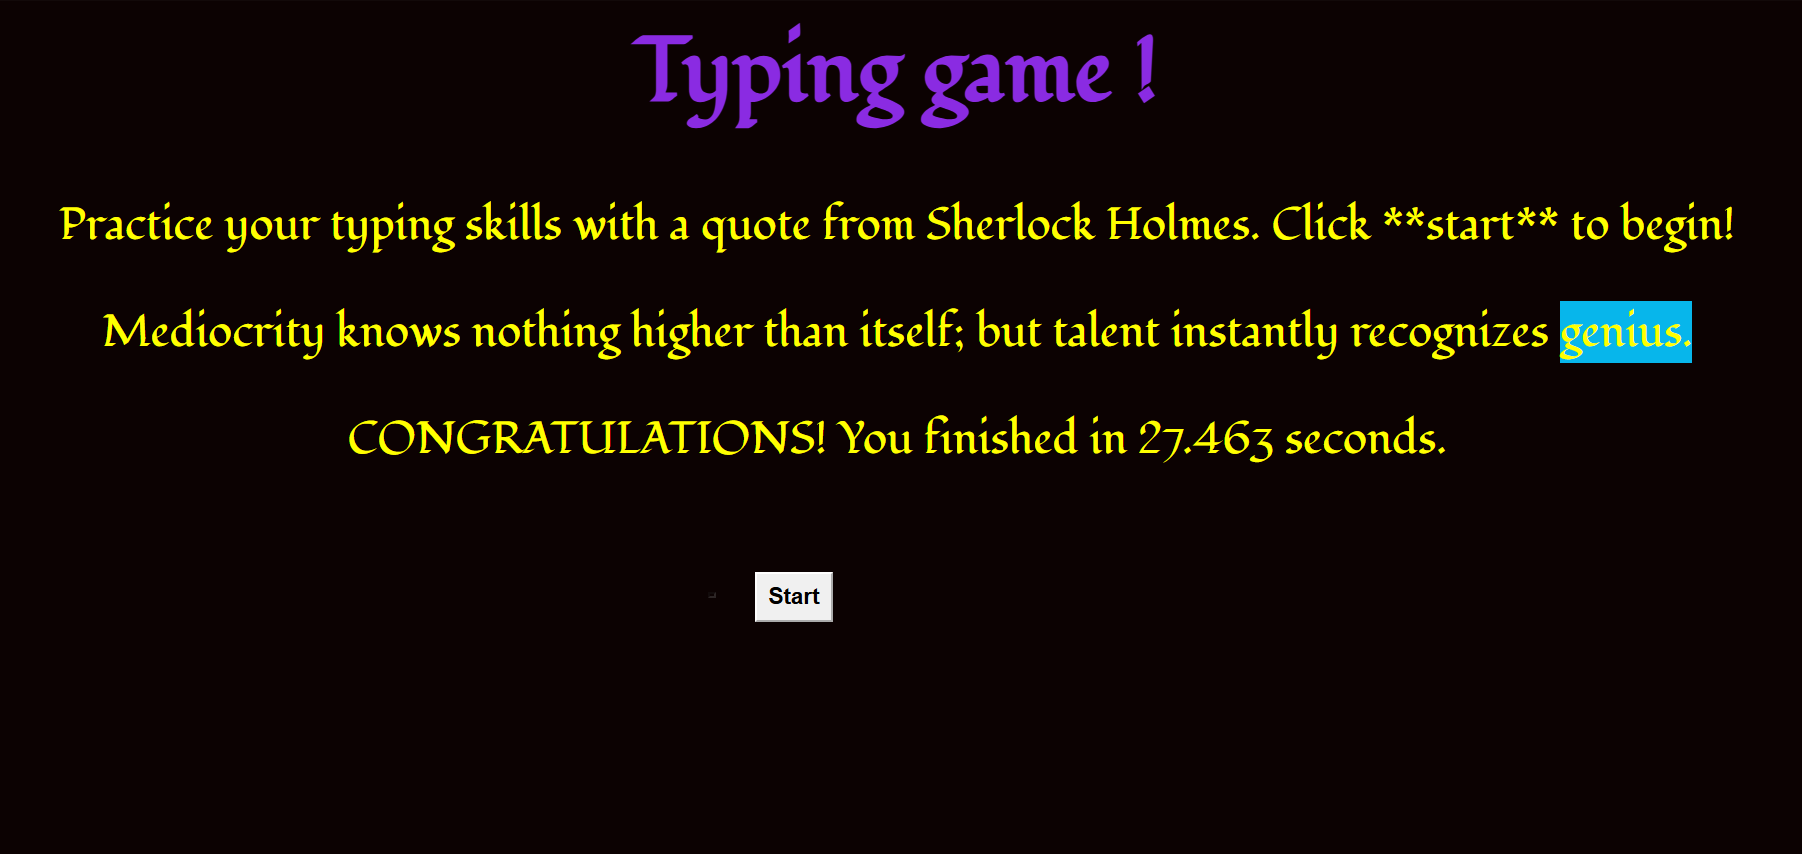 Typing game !
Practice your typing skills with a quote from Sherlock Holmes. Click **start** to begin!
Mediocrity knows nothing higher than itself; but talent instantly recognizes genius.
CONGRATULATIONS! You finished in 27.463 seconds.
Start